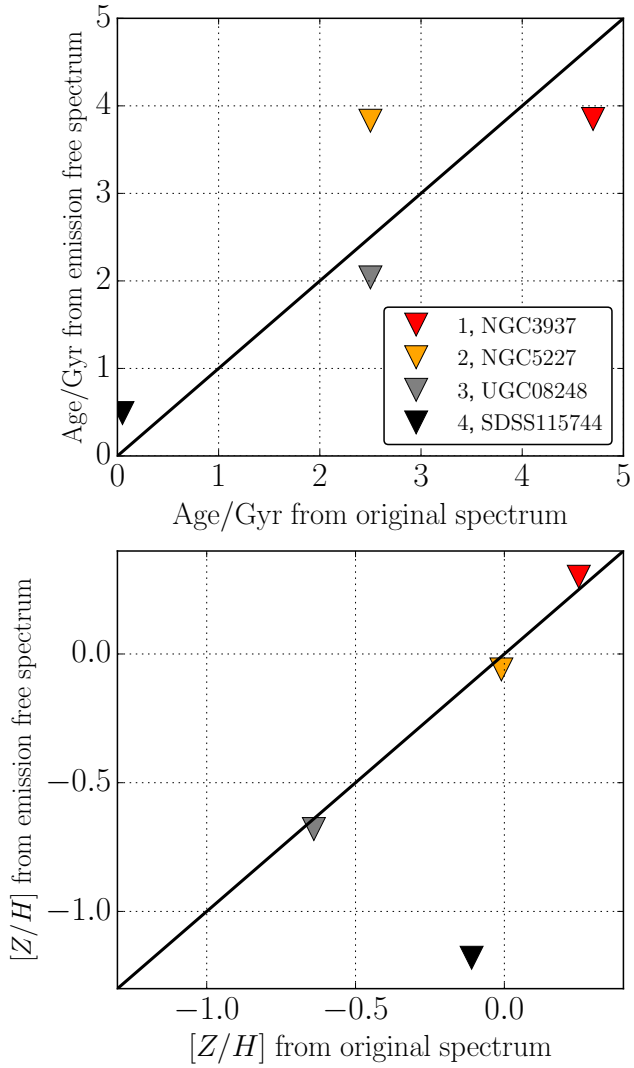 5
4
3
2
1
0
Age/Gyr from emission free spectrum
1, NGC3937
2, NGC5227
3, UGC08248
4, SDSS115744
0 1 2 3 4 5
Age/Gyr from original spectrum
0.0
−0.5
−1.0
[Z/H] from emission free spectrum
−1.0 −0.5 0.0
[Z/H] from original spectrum